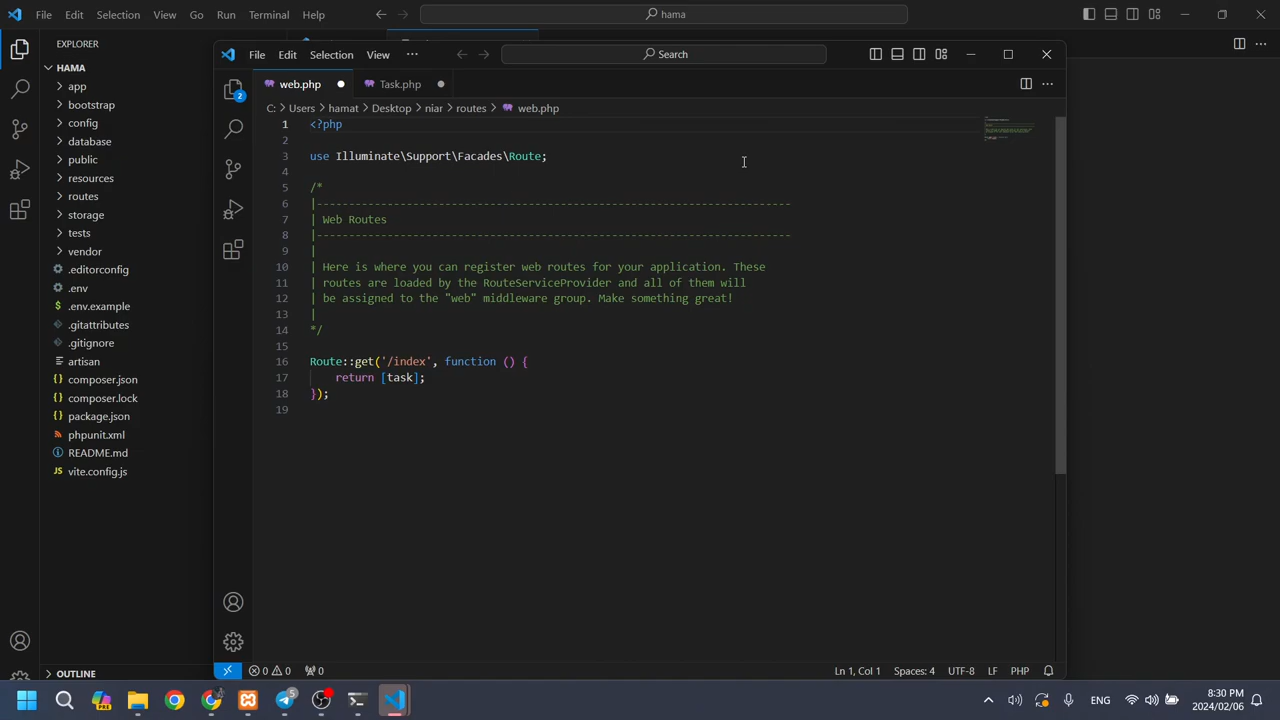 File Edit Selection View Go Run Terminal Help
hama
EXPLORER
HAMA
app
bootstrap
config
database
public
resources
routes
storage
tests
vendor
.editorconfig
.env
.env.example
.gitattributes
.gitignore
artisan
composer.json
composer.lock
package.json
phpunit.xml
README.md
vite.config.js
OUTLINE
File Edit Selection View ···
Search
web.php Task.php
2
C: > Users > hamat > Desktop > niar > routes > web.php
1 <?php
2
3 use Illuminate\Support\Facades\Route;
4
5 /*
6 |--------------------------------------------------------------------------
7 | Web Routes
8 |--------------------------------------------------------------------------
9 |
10 | Here is where you can register web routes for your application. These
11 | routes are loaded by the RouteServiceProvider and all of them will
12 | be assigned to the "web" middleware group. Make something great!
13 |
14 */
15
16 Route::get('/index', function () {
17 return [task];
18 });
19
0 0 0 Ln 1, Col 1 Spaces: 4 UTF-8 LF PHP
PRE 5 ENG 8:30 PM
2024/02/06